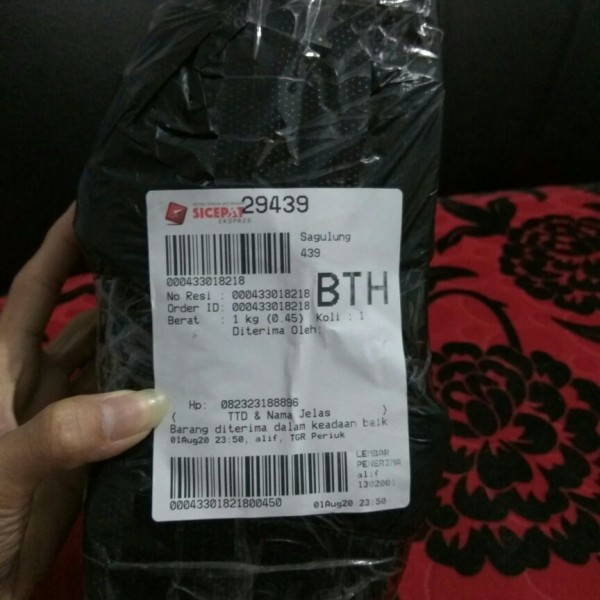 SICEPAT 29439
EKSPRES
Sagulung
439
000433018218
BTH
No Resi : 000433018218
Order ID: 000433018218
Berat : 1 kg (0.45) Koli : 1
Diterima Oleh:
Hp: 082323188896
( TTD & Nama Jelas )
Barang diterima dalam keadaan baik
01Aug20 23:50, alif, TGR Periuk
LEMBAR
PENERIMA
alif
1302001
00043301821800450
01Aug20 23:50